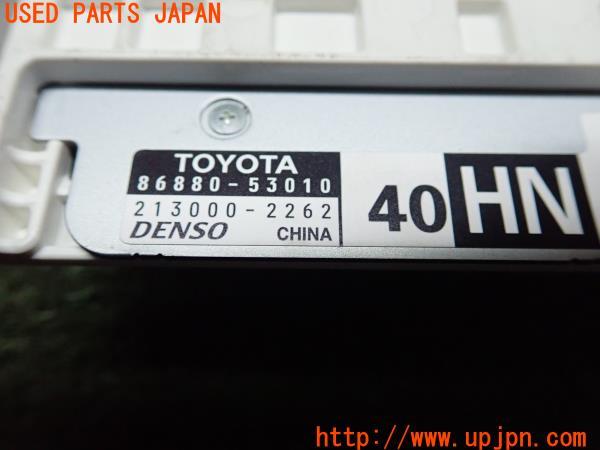 USED PARTS JAPAN
TOYOTA
86880-53010
213000-2262
DENSO CHINA
40 HN
U.P.J
http://www.upjpn.com